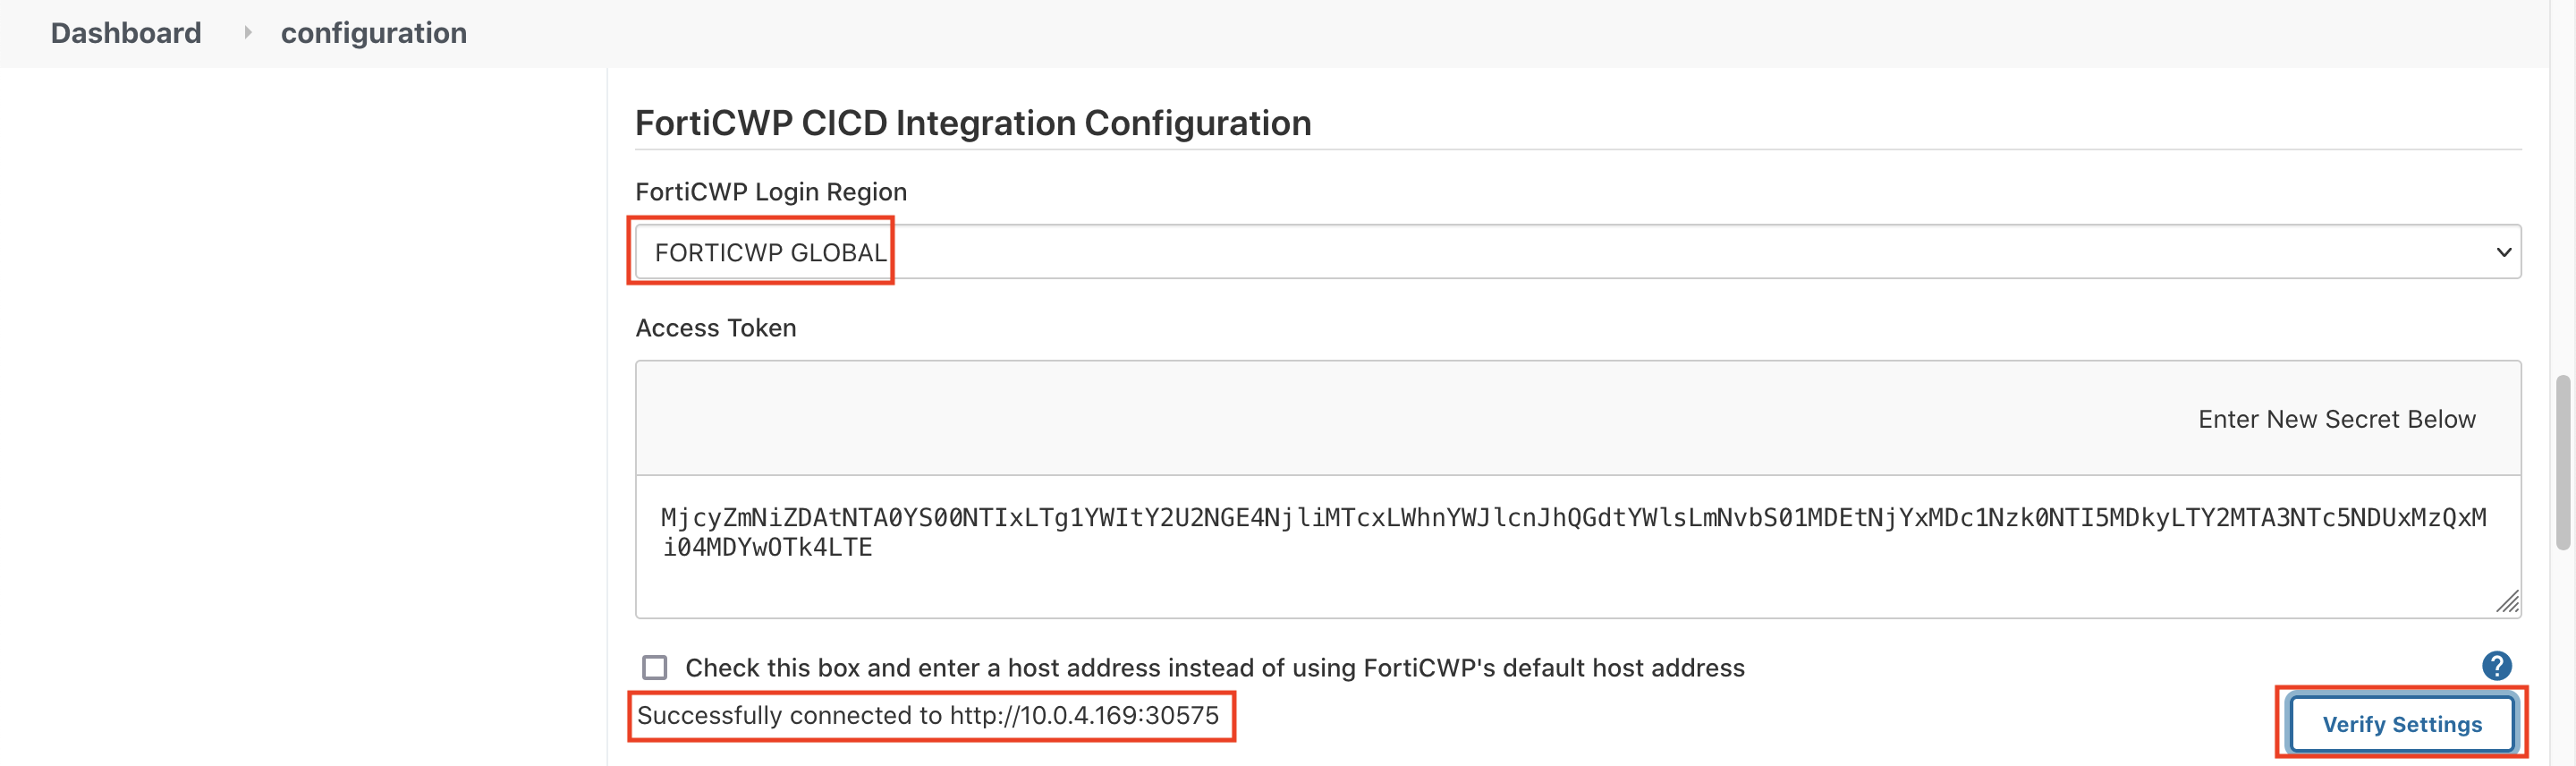 Dashboard configuration
FortiCWP CICD Integration Configuration
FortiCWP Login Region
FORTICWP GLOBAL
Access Token
Enter New Secret Below
MjcyZmNiZDAtNTA0YS00NTIxLTg1YWItY2U2NGE4NjliMTcxLWhnYWJlcnJhQGdtYWlsLmNvbS01MDEtNjYxMDc1Nzk0NTI5MDkyLTY2MTA3NTc5NDUxMzQxM
i04MDYwOTk4LTE
Check this box and enter a host address instead of using FortiCWP's default host address
?
Successfully connected to http://10.0.4.169:30575
Verify Settings